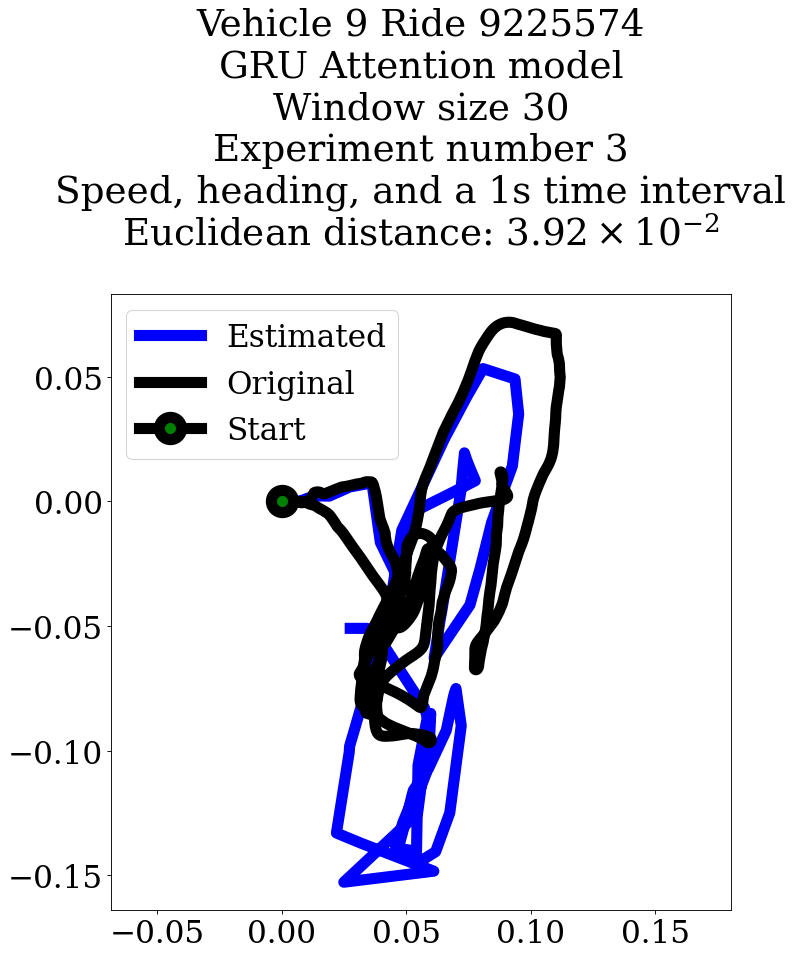 Vehicle 9 Ride 9225574
GRU Attention model
Window size 30
Experiment number 3
Speed, heading, and a 1s time interval
Euclidean distance: 3.92 × 10⁻²
Estimated
Original
Start
0.05
0.00
−0.05
−0.10
−0.15
−0.05 0.00 0.05 0.10 0.15